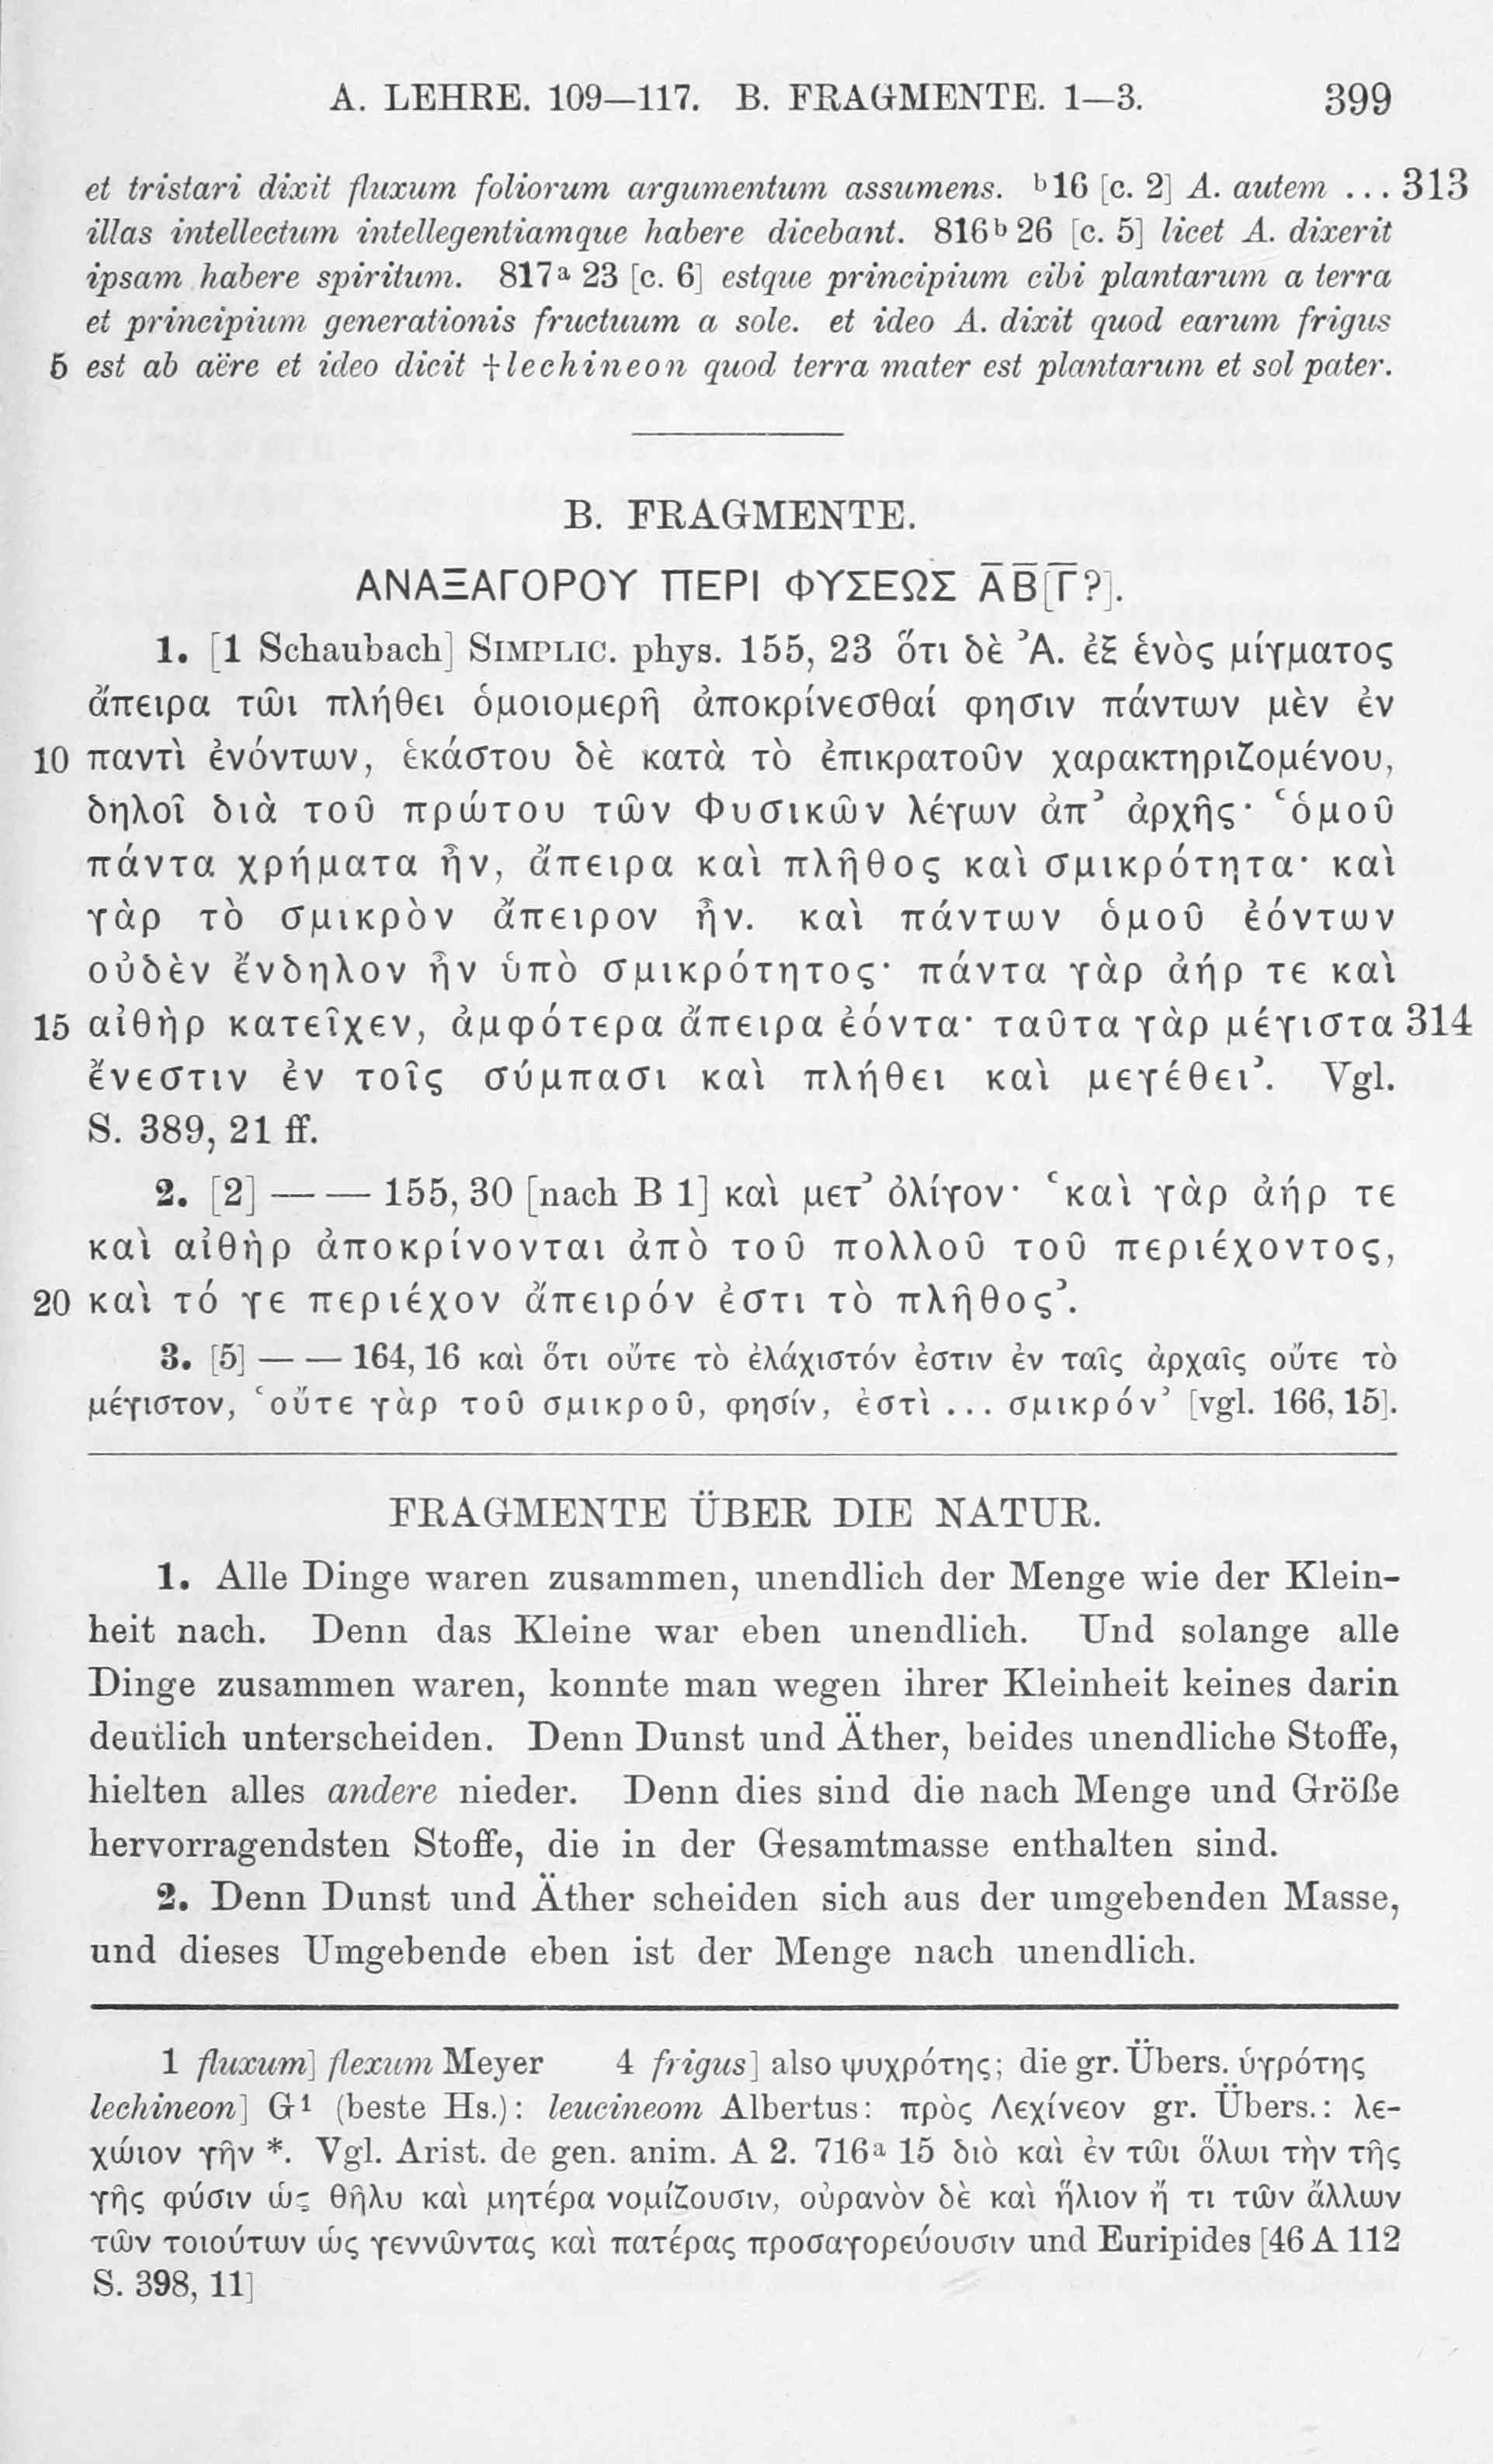 A. LEHRE. 109—117. B. FRAGMENTE. 1—3. 399
et tristari dixit fluxum foliorum argumentum assumens. b16 [c. 2] A. autem ... 313
illas intellectum intellegentiamque habere dicebant. 816b 26 [c. 5] licet A. dixerit
ipsam habere spiritum. 817a 23 [c. 6] estque principium cibi plantarum a terra
et principium generationis fructuum a sole. et ideo A. dixit quod earum frigus
5 est ab aëre et ideo dicit †lechineon quod terra mater est plantarum et sol pater.
B. FRAGMENTE.
ΑΝΑΞΑΓΟΡΟΥ ΠΕΡΙ ΦΥΣΕΩΣ Α̅ Β̅ [Γ̅?].
1. [1 Schaubach] SIMPLIC. phys. 155, 23 ὅτι δὲ Ἀ. ἐξ ἑνὸς μίγματος
ἄπειρα τῶι πλήθει ὁμοιομερῆ ἀποκρίνεσθαί φησιν πάντων μὲν ἐν
10 παντὶ ἐνόντων, ἑκάστου δὲ κατὰ τὸ ἐπικρατοῦν χαρακτηριζομένου,
δηλοῖ διὰ τοῦ πρώτου τῶν Φυσικῶν λέγων ἀπ’ ἀρχῆς· ‘ὁμοῦ
πάντα χρήματα ἦν, ἄπειρα καὶ πλῆθος καὶ σμικρότητα· καὶ
γὰρ τὸ σμικρὸν ἄπειρον ἦν. καὶ πάντων ὁμοῦ ἐόντων
οὐδὲν ἔνδηλον ἦν ὑπὸ σμικρότητος· πάντα γὰρ ἀήρ τε καὶ
15 αἰθὴρ κατεῖχεν, ἀμφότερα ἄπειρα ἐόντα· ταῦτα γὰρ μέγιστα 314
ἔνεστιν ἐν τοῖς σύμπασι καὶ πλήθει καὶ μεγέθει’. Vgl.
S. 389, 21 ff.
2. [2] — — 155, 30 [nach B 1] καὶ μετ’ ὀλίγον· ‘καὶ γὰρ ἀήρ τε
καὶ αἰθὴρ ἀποκρίνονται ἀπὸ τοῦ πολλοῦ τοῦ περιέχοντος,
20 καὶ τό γε περιέχον ἄπειρόν ἐστι τὸ πλῆθος’.
3. [5] — — 164, 16 καὶ ὅτι οὔτε τὸ ἐλάχιστόν ἐστιν ἐν ταῖς ἀρχαῖς οὔτε τὸ
μέγιστον, ‘οὔτε γὰρ τοῦ σμικροῦ, φησίν, ἐστὶ ... σμικρόν’ [vgl. 166, 15].
FRAGMENTE ÜBER DIE NATUR.
1. Alle Dinge waren zusammen, unendlich der Menge wie der Klein-
heit nach. Denn das Kleine war eben unendlich. Und solange alle
Dinge zusammen waren, konnte man wegen ihrer Kleinheit keines darin
deutlich unterscheiden. Denn Dunst und Äther, beides unendliche Stoffe,
hielten alles andere nieder. Denn dies sind die nach Menge und Größe
hervorragendsten Stoffe, die in der Gesamtmasse enthalten sind.
2. Denn Dunst und Äther scheiden sich aus der umgebenden Masse,
und dieses Umgebende eben ist der Menge nach unendlich.
1 fluxum] flexum Meyer 4 frigus] also ψυχρότης; die gr. Übers. ὑγρότης
lechineon] G1 (beste Hs.): leucineom Albertus: πρὸς Λεχίνεον gr. Übers.: λε-
χώιον γῆν *. Vgl. Arist. de gen. anim. A 2. 716a 15 διὸ καὶ ἐν τῶι ὅλωι τὴν τῆς
γῆς φύσιν ὡς θῆλυ καὶ μητέρα νομίζουσιν, οὐρανὸν δὲ καὶ ἥλιον ἤ τι τῶν ἄλλων
τῶν τοιούτων ὡς γεννῶντας καὶ πατέρας προσαγορεύουσιν und Euripides [46 A 112
S. 398, 11]